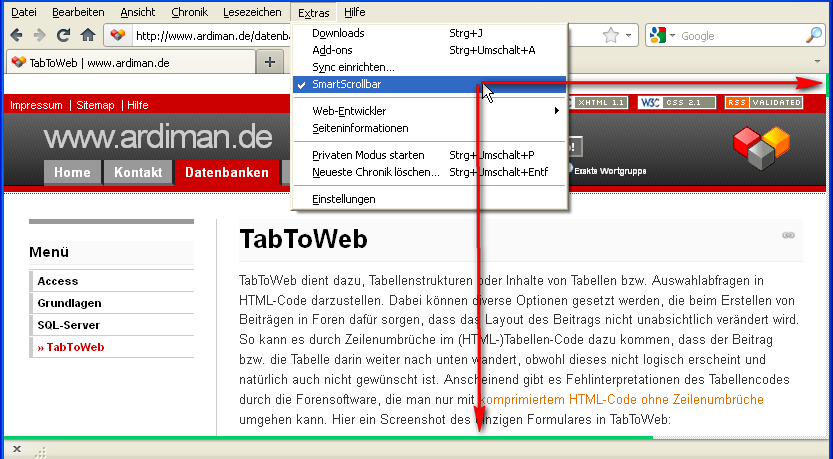 Datei Bearbeiten Ansicht Chronik Lesezeichen Extras Hilfe
http://www.ardiman.de/datenba
Google
TabToWeb | www.ardiman.de
Downloads Strg+J
Add-ons Strg+Umschalt+A
Sync einrichten...
SmartScrollbar
Web-Entwickler
Seiteninformationen
Privaten Modus starten Strg+Umschalt+P
Neueste Chronik löschen... Strg+Umschalt+Entf
Einstellungen
Impressum | Sitemap | Hilfe
XHTML 1.1 W3C CSS 2.1 RSS VALIDATED
www.ardiman.de
Exakte Wortgruppe
Home Kontakt Datenbanken
Menü
Access
Grundlagen
SQL-Server
» TabToWeb
TabToWeb
TabToWeb dient dazu, Tabellenstrukturen oder Inhalte von Tabellen bzw. Auswahlabfragen in
HTML-Code darzustellen. Dabei können diverse Optionen gesetzt werden, die beim Erstellen von
Beiträgen in Foren dafür sorgen, dass das Layout des Beitrags nicht unabsichtlich verändert wird.
So kann es durch Zeilenumbrüche im (HTML-)Tabellen-Code dazu kommen, dass der Beitrag
bzw. die Tabelle darin weiter nach unten wandert, obwohl dieses nicht logisch erscheint und
natürlich auch nicht gewünscht ist. Anscheinend gibt es Fehlinterpretationen des Tabellencodes
durch die Forensoftware, die man nur mit komprimiertem HTML-Code ohne Zeilenumbrüche
umgehen kann. Hier ein Screenshot des einzigen Formulares in TabToWeb: